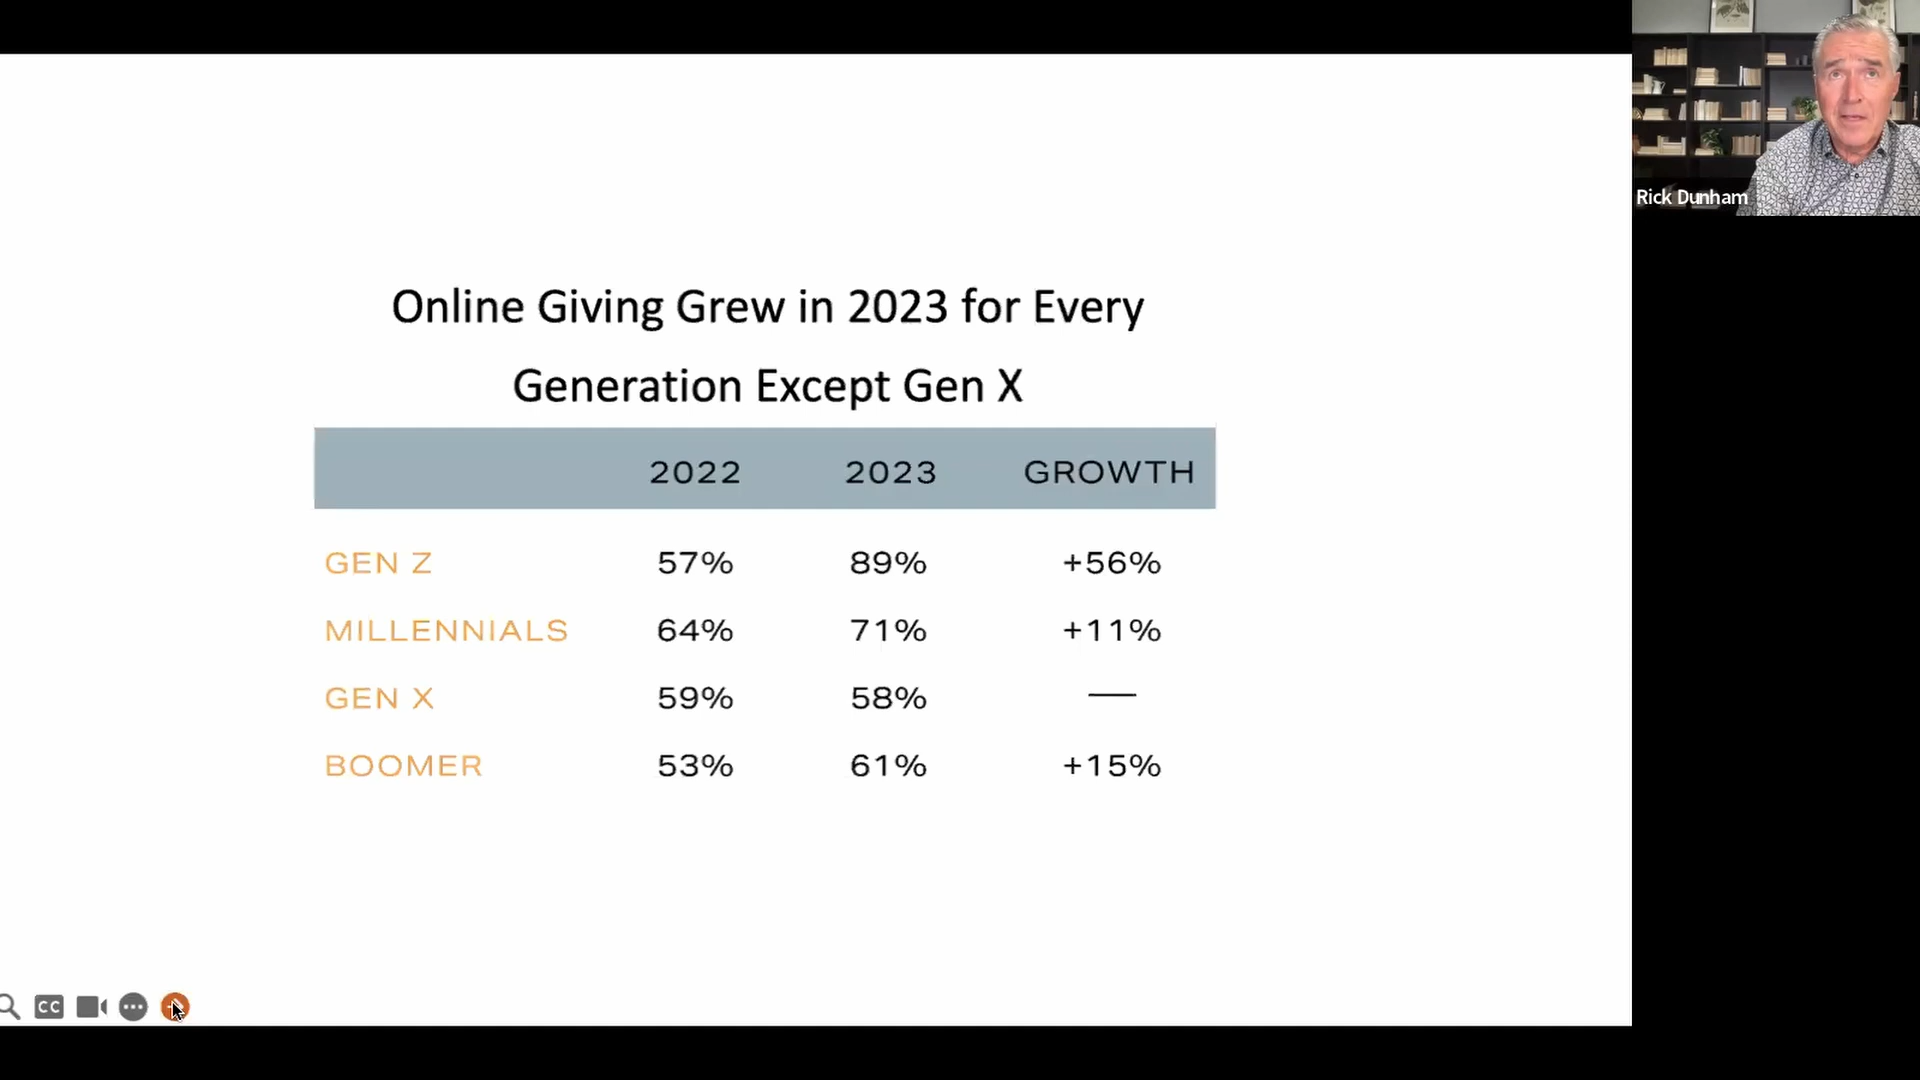 Online Giving Grew in 2023 for Every
Generation Except Gen X
2022 2023 GROWTH
GEN Z 57% 89% +56%
MILLENNIALS 64% 71% +11%
GEN X 59% 58% —
BOOMER 53% 61% +15%
Rick Dunham
CC